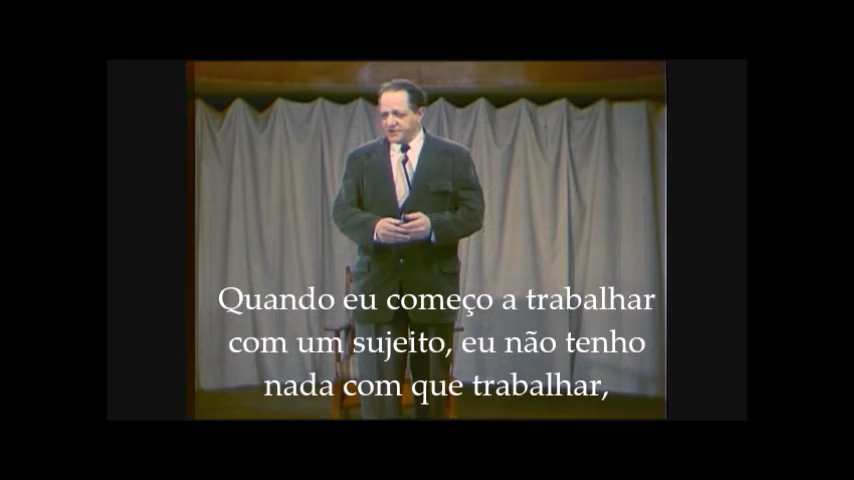 Quando eu começo a trabalhar
com um sujeito, eu não tenho
nada com que trabalhar,